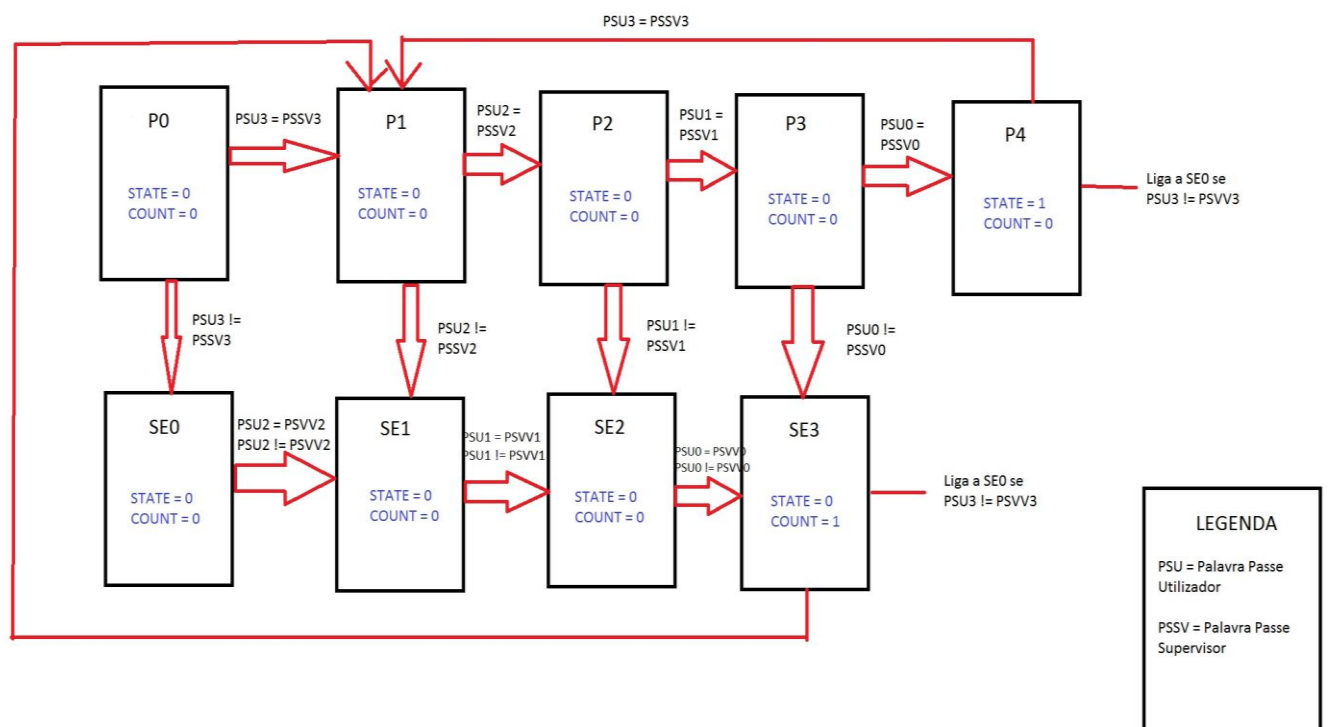 PSU3 = PSSV3
P0
STATE = 0
COUNT = 0
PSU3 = PSSV3
P1
STATE = 0
COUNT = 0
PSU2 =
PSSV2
P2
STATE = 0
COUNT = 0
PSU1 =
PSSV1
P3
STATE = 0
COUNT = 0
PSU0 =
PSSV0
P4
STATE = 1
COUNT = 0
Liga a SE0 se
PSU3 != PSVV3
PSU3 !=
PSSV3
PSU2 !=
PSSV2
PSU1 !=
PSSV1
PSU0 !=
PSSV0
SE0
STATE = 0
COUNT = 0
PSU2 = PSVV2
PSU2 != PSVV2
SE1
STATE = 0
COUNT = 0
PSU1 = PSVV1
PSU1 != PSVV1
SE2
STATE = 0
COUNT = 0
PSU0 = PSVV0
PSU0 != PSVV0
SE3
STATE = 0
COUNT = 1
Liga a SE0 se
PSU3 != PSVV3
LEGENDA
PSU = Palavra Passe
Utilizador
PSSV = Palavra Passe
Supervisor